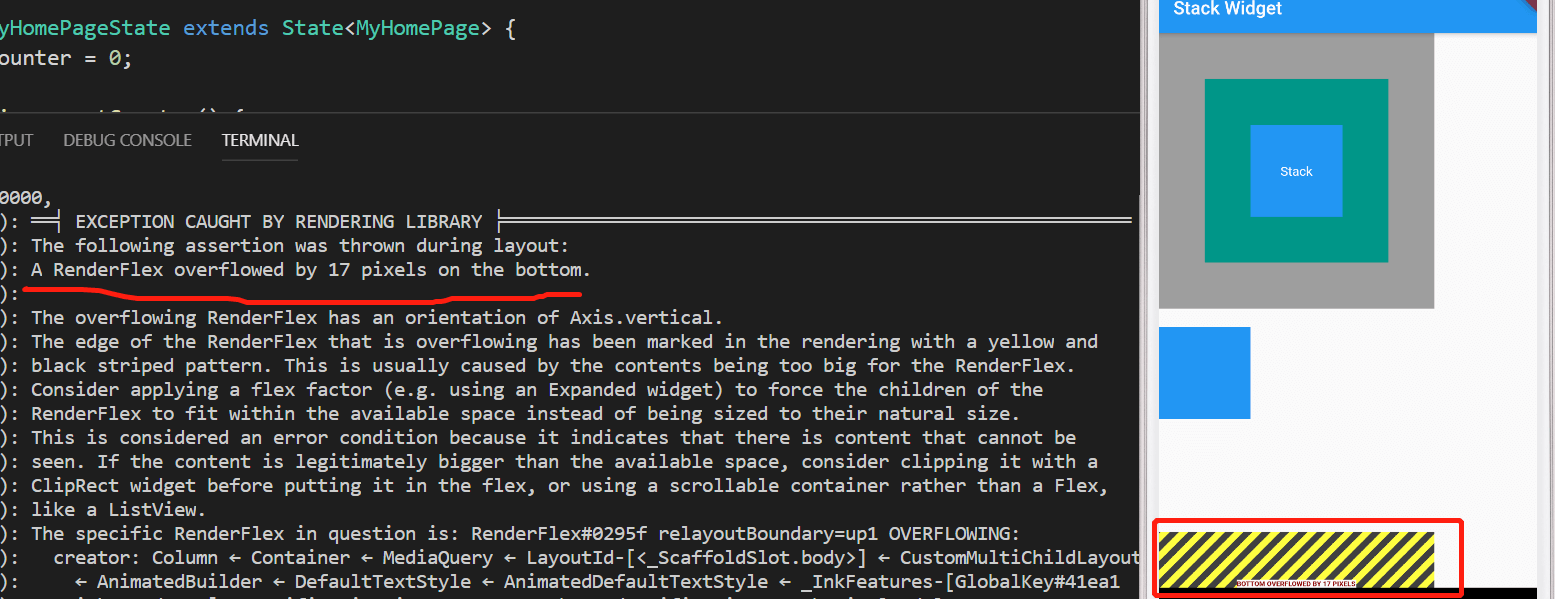 yHomePageState extends State<MyHomePage> {
ounter = 0;
TPUT DEBUG CONSOLE TERMINAL
0000,
): ══╡ EXCEPTION CAUGHT BY RENDERING LIBRARY ╞═════════════════════════════════════════════════════════
): The following assertion was thrown during layout:
): A RenderFlex overflowed by 17 pixels on the bottom.
):
): The overflowing RenderFlex has an orientation of Axis.vertical.
): The edge of the RenderFlex that is overflowing has been marked in the rendering with a yellow and
): black striped pattern. This is usually caused by the contents being too big for the RenderFlex.
): Consider applying a flex factor (e.g. using an Expanded widget) to force the children of the
): RenderFlex to fit within the available space instead of being sized to their natural size.
): This is considered an error condition because it indicates that there is content that cannot be
): seen. If the content is legitimately bigger than the available space, consider clipping it with a
): ClipRect widget before putting it in the flex, or using a scrollable container rather than a Flex,
): like a ListView.
): The specific RenderFlex in question is: RenderFlex#0295f relayoutBoundary=up1 OVERFLOWING:
): creator: Column ← Container ← MediaQuery ← LayoutId-[<_ScaffoldSlot.body>] ← CustomMultiChildLayout
): ← AnimatedBuilder ← DefaultTextStyle ← AnimatedDefaultTextStyle ← _InkFeatures-[GlobalKey#41ea1
Stack Widget
Stack
BOTTOM OVERFLOWED BY 17 PIXELS